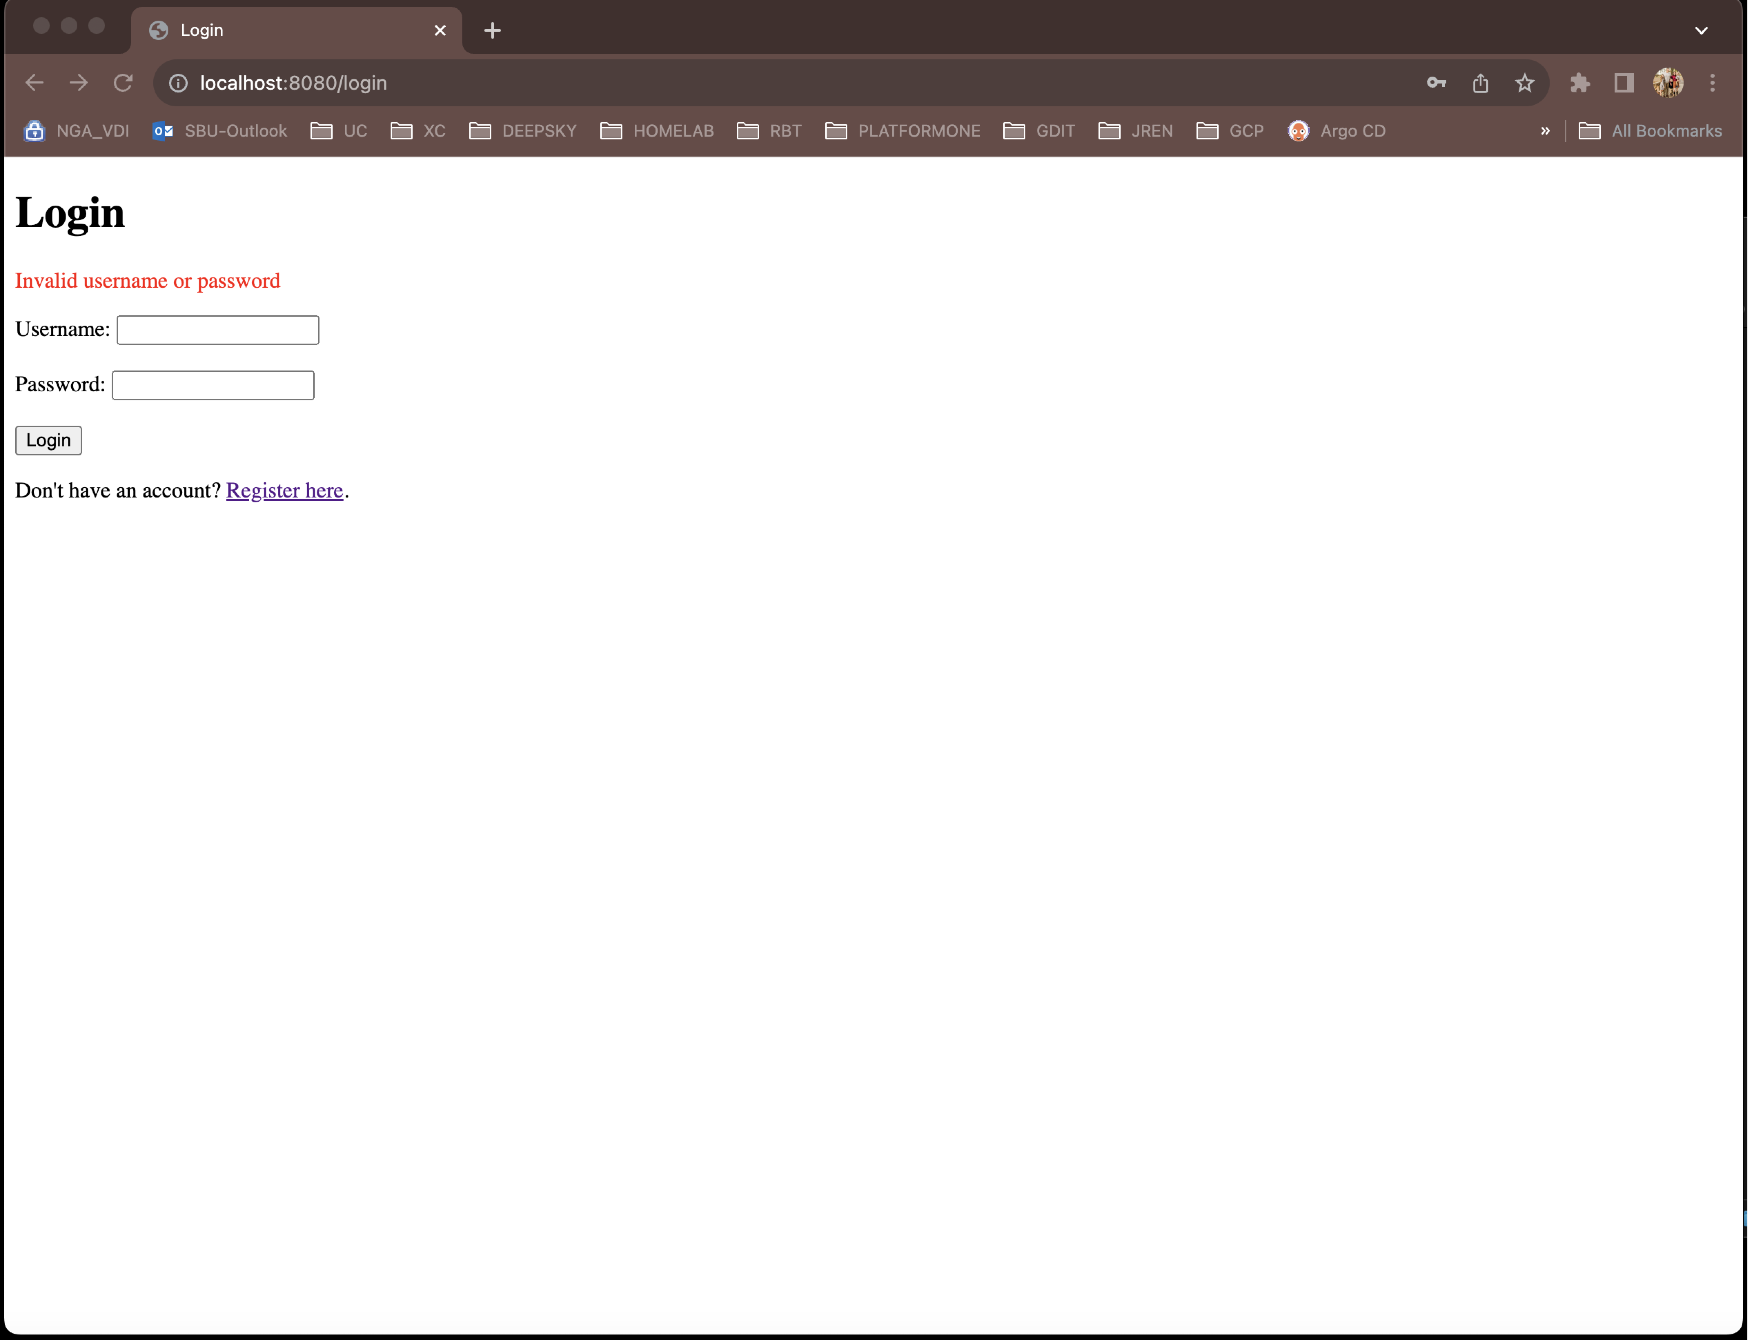 Login
localhost:8080/login
NGA_VDI SBU-Outlook UC XC DEEPSKY HOMELAB RBT PLATFORMONE GDIT JREN GCP Argo CD » All Bookmarks
Login
Invalid username or password
Username:
Password:
Login
Don't have an account? Register here.